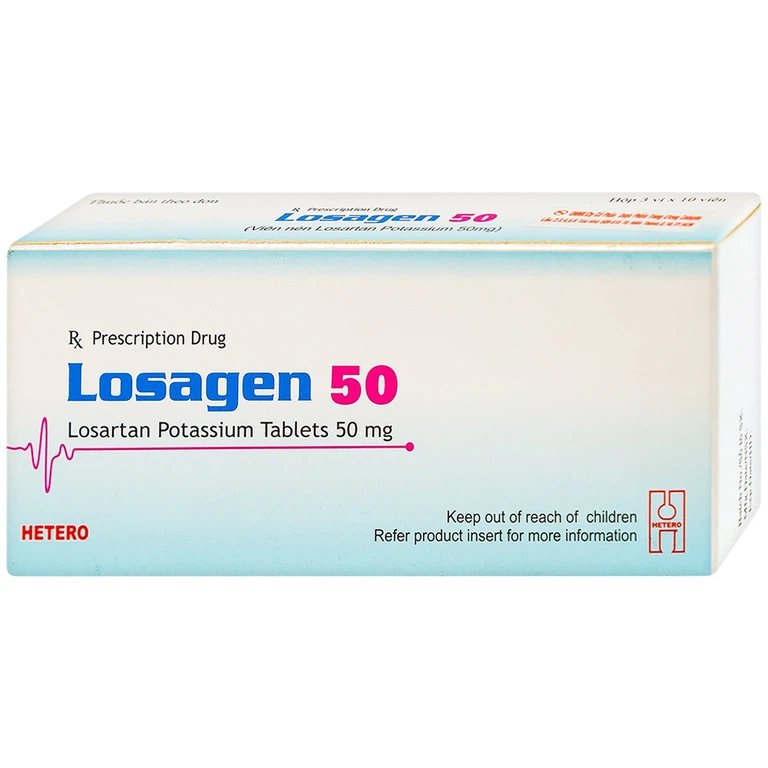 Thuốc bán theo đơn
Hộp 3 vỉ x 10 viên
℞ Prescription Drug
Losagen 50
(Viên nén Losartan Potassium 50mg)
℞ Prescription Drug
Losagen 50
Losartan Potassium Tablets 50 mg
HETERO
Keep out of reach of children
Refer product insert for more information
HETERO